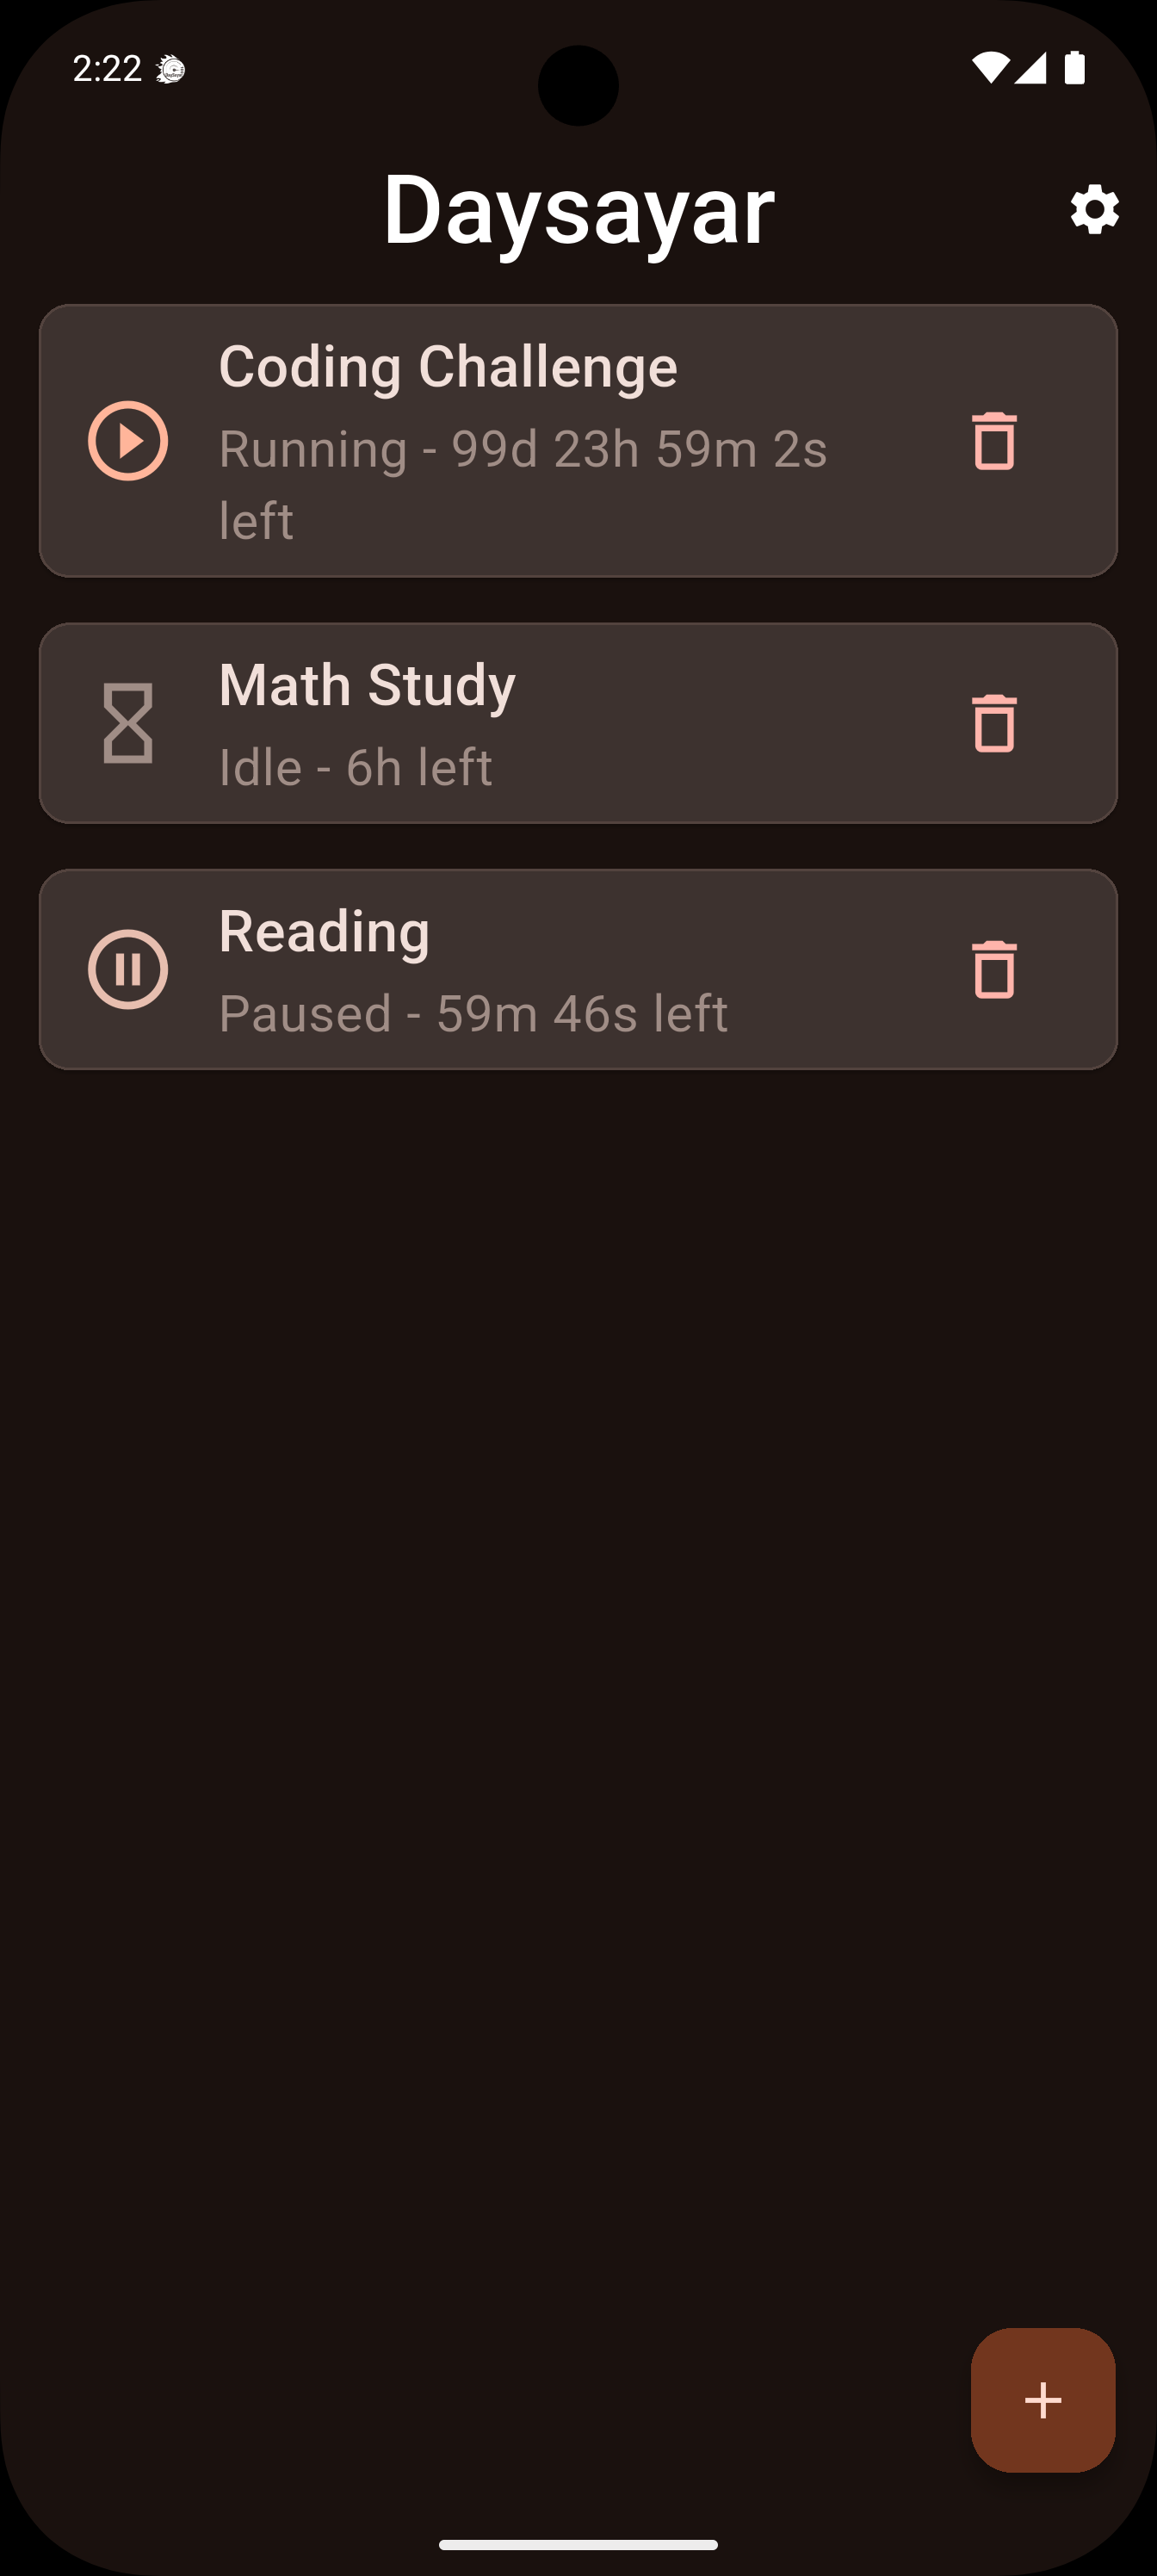 2:22
Daysayar
Coding Challenge
Running - 99d 23h 59m 2s
left
Math Study
Idle - 6h left
Reading
Paused - 59m 46s left